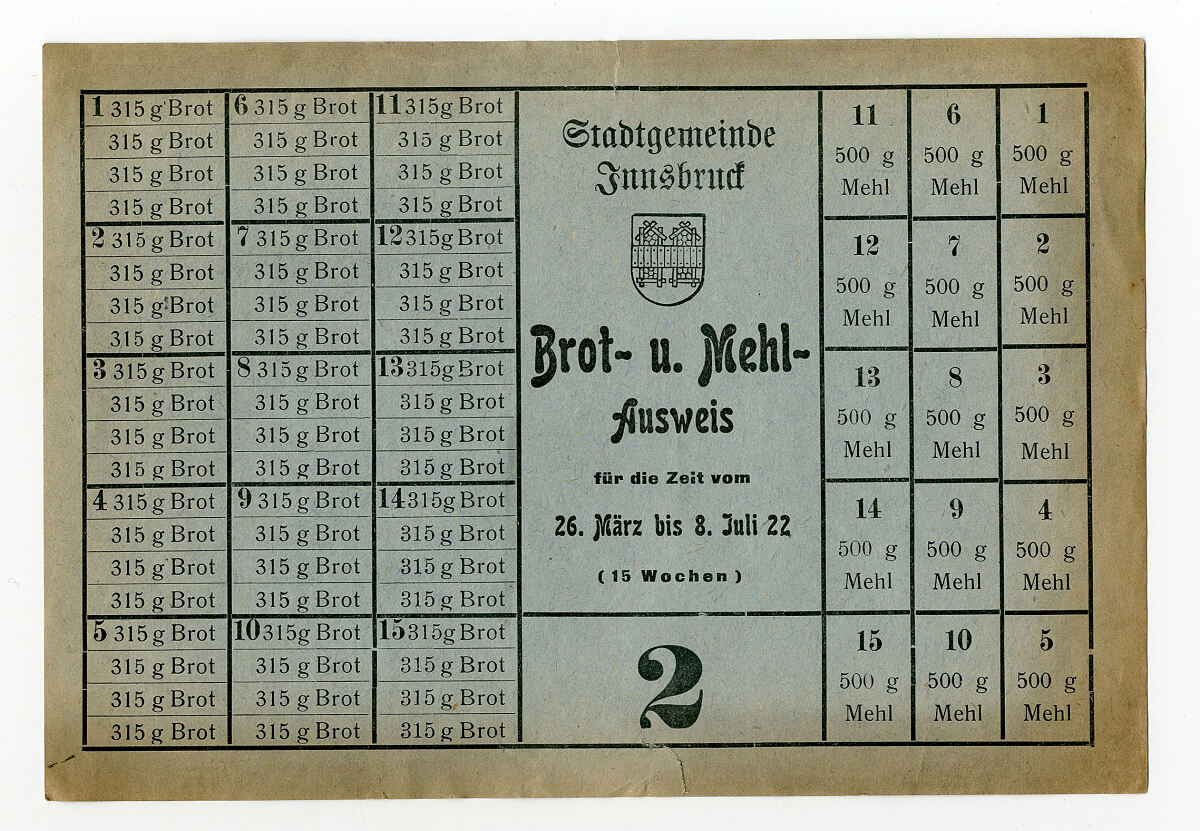 1 315 g Brot
315 g Brot
315 g Brot
315 g Brot
2 315 g Brot
315 g Brot
315 g Brot
315 g Brot
3 315 g Brot
315 g Brot
315 g Brot
315 g Brot
4 315 g Brot
315 g Brot
315 g Brot
315 g Brot
5 315 g Brot
315 g Brot
315 g Brot
315 g Brot
6 315 g Brot
315 g Brot
315 g Brot
315 g Brot
7 315 g Brot
315 g Brot
315 g Brot
315 g Brot
8 315 g Brot
315 g Brot
315 g Brot
315 g Brot
9 315 g Brot
315 g Brot
315 g Brot
315 g Brot
10 315g Brot
315 g Brot
315 g Brot
315 g Brot
11 315g Brot
315 g Brot
315 g Brot
315 g Brot
12 315g Brot
315 g Brot
315 g Brot
315 g Brot
13 315g Brot
315 g Brot
315 g Brot
315 g Brot
14 315g Brot
315 g Brot
315 g Brot
315 g Brot
15 315g Brot
315 g Brot
315 g Brot
315 g Brot
Stadtgemeinde
Innsbruck
Brot- u. Mehl-
Ausweis
für die Zeit vom
26. März bis 8. Juli 22
(15 Wochen)
2
11
500 g
Mehl
12
500 g
Mehl
13
500 g
Mehl
14
500 g
Mehl
15
500 g
Mehl
6
500 g
Mehl
7
500 g
Mehl
8
500 g
Mehl
9
500 g
Mehl
10
500 g
Mehl
1
500 g
Mehl
2
500 g
Mehl
3
500 g
Mehl
4
500 g
Mehl
5
500 g
Mehl